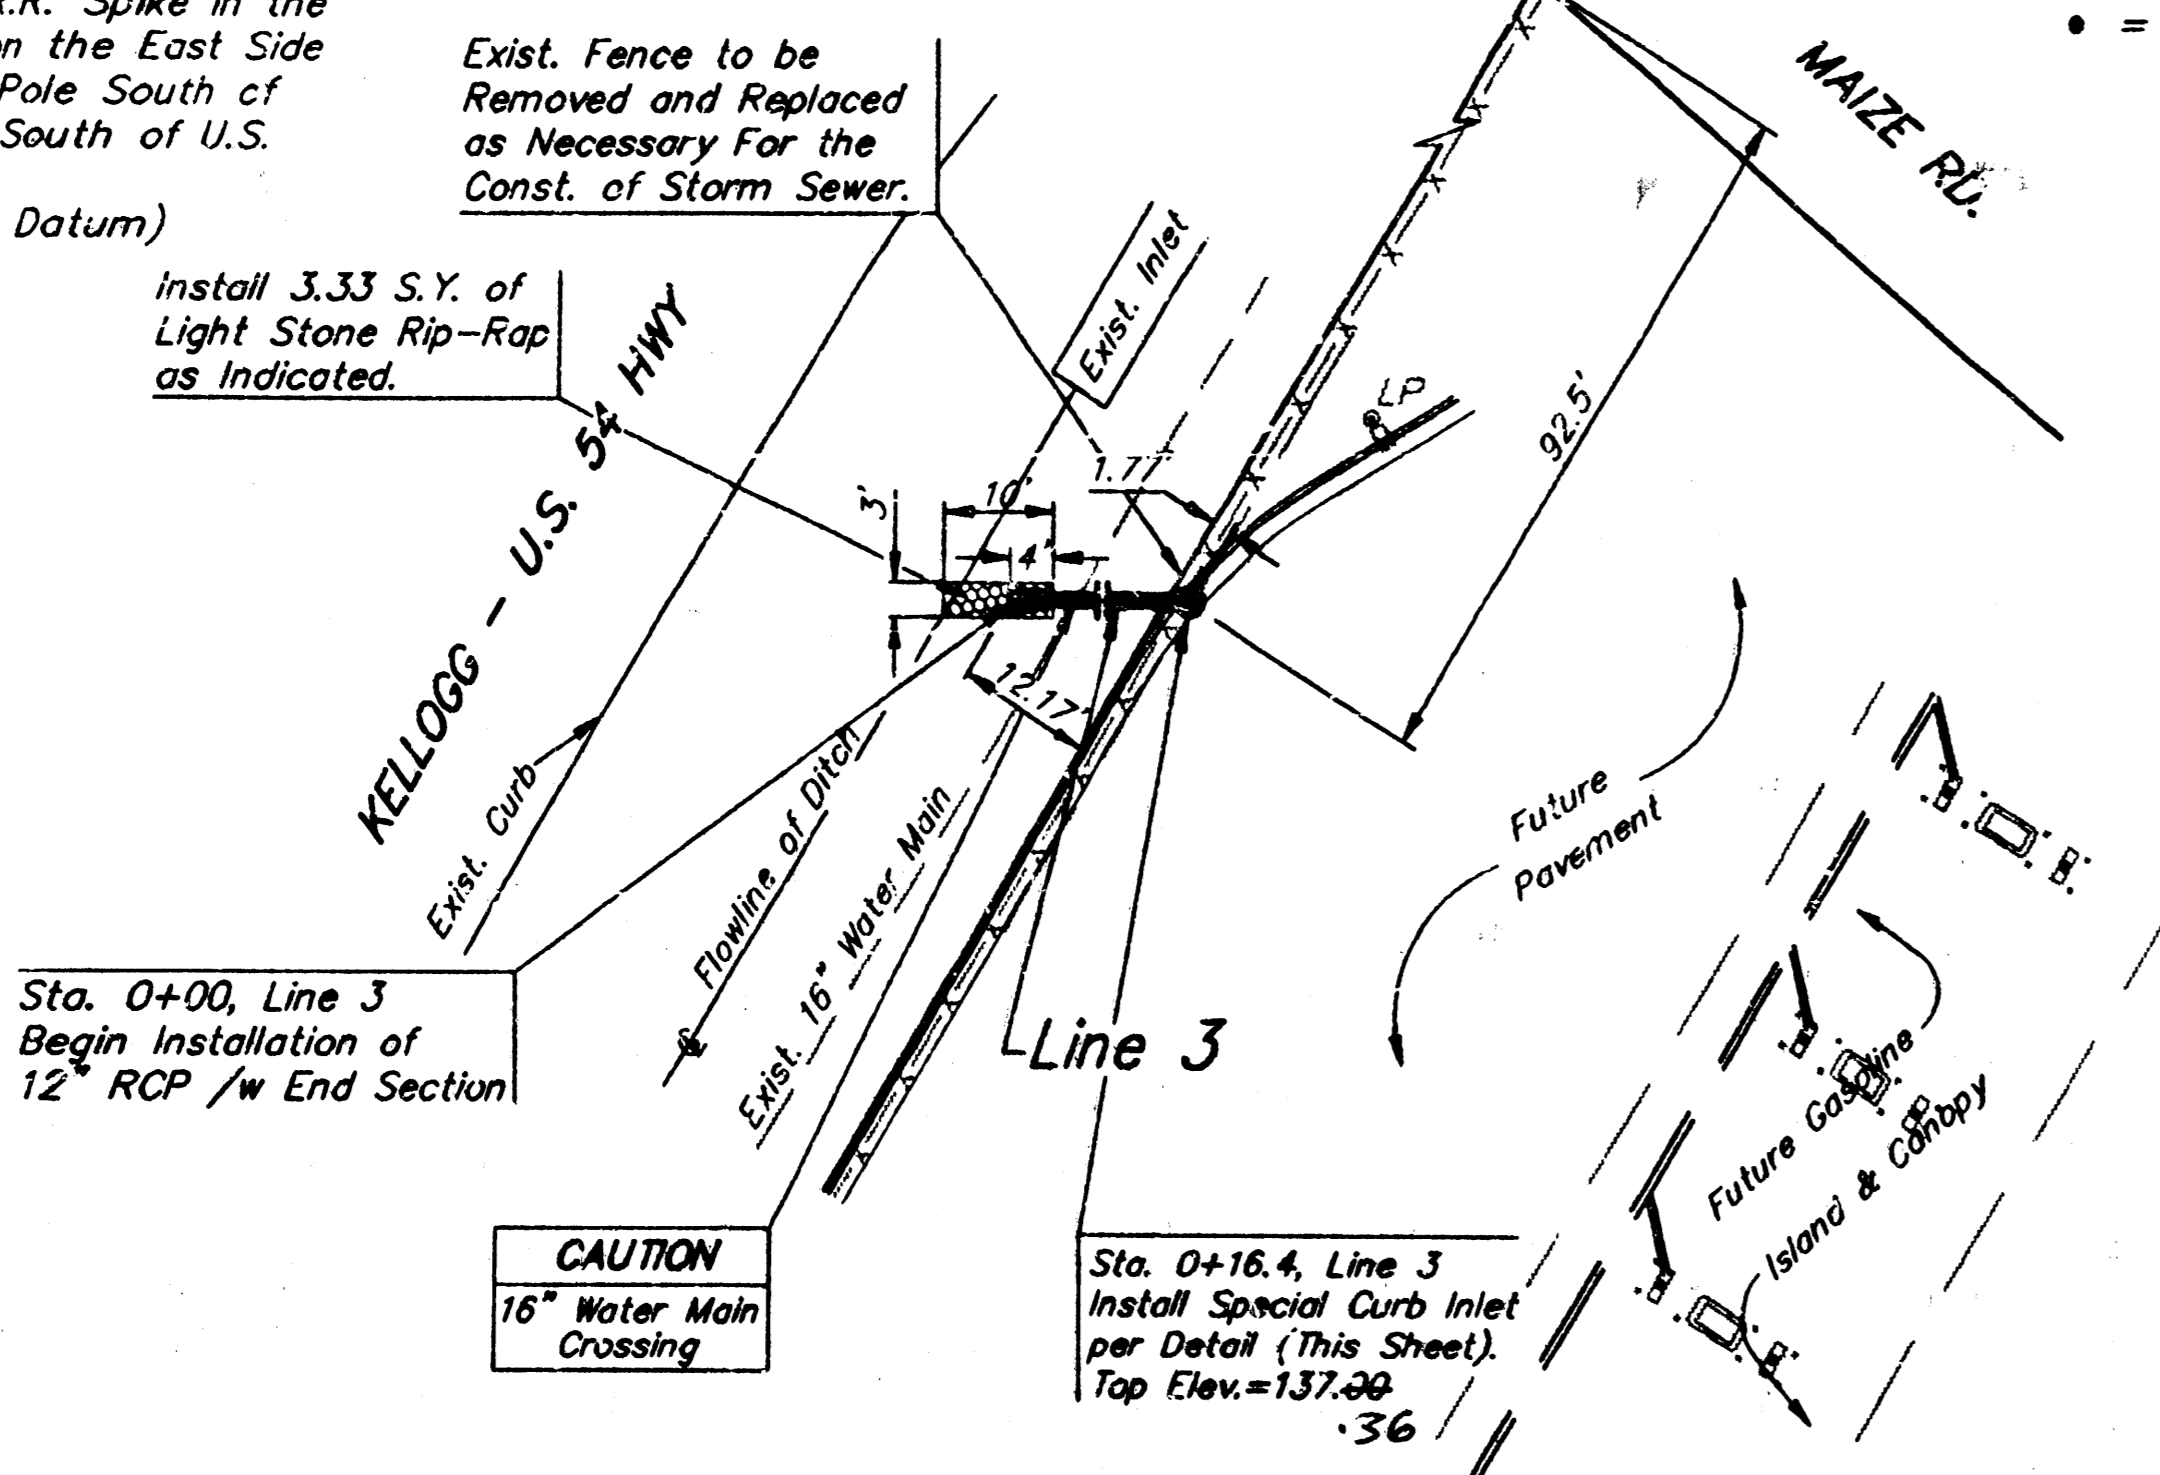 R.R. Spike in the
on the East Side
Pole South of
South of U.S.
Datum)
Exist. Fence to be
Removed and Replaced
as Necessary For the
Const. of Storm Sewer.
Install 3.33 S.Y. of
Light Stone Rip-Rap
as Indicated.
MAIZE RD.
Exist. Inlet
KELLOGG - U.S. 54 HWY
LP
92.5'
1.77'
10'
3'
4'
12.17'
Exist. Curb
Flowline of Ditch
Exist. 16" Water Main
Future
Pavement
Sta. 0+00, Line 3
Begin Installation of
12" RCP /w End Section
Line 3
Future Gasoline
Island & Canopy
CAUTION
16" Water Main
Crossing
Sta. 0+16.4, Line 3
Install Special Curb Inlet
per Detail (This Sheet).
Top Elev.=137.00
.36